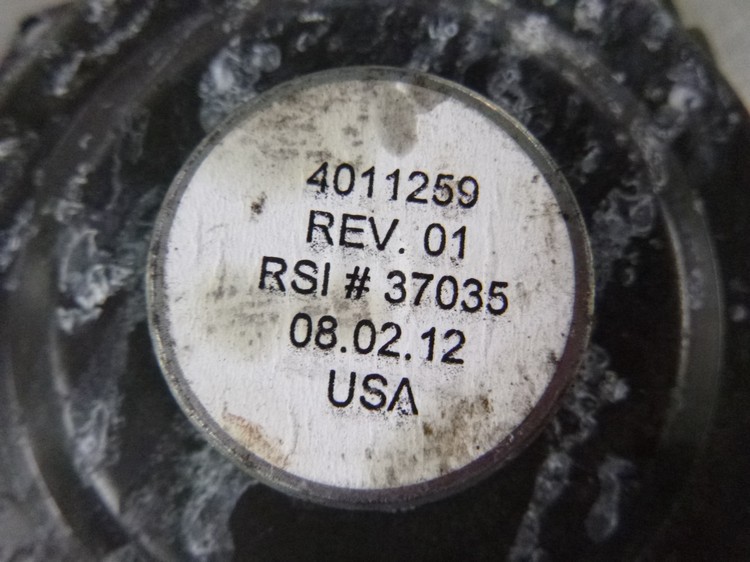 4011259
REV. 01
RSI # 37035
08.02.12
USA